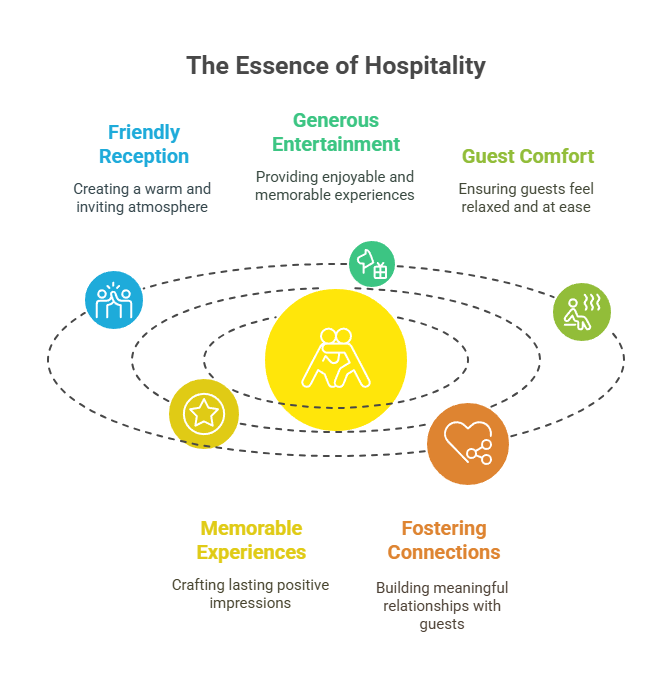 The Essence of Hospitality
Friendly
Reception
Creating a warm and
inviting atmosphere
Generous
Entertainment
Providing enjoyable and
memorable experiences
Guest Comfort
Ensuring guests feel
relaxed and at ease
Memorable
Experiences
Crafting lasting positive
impressions
Fostering
Connections
Building meaningful
relationships with
guests